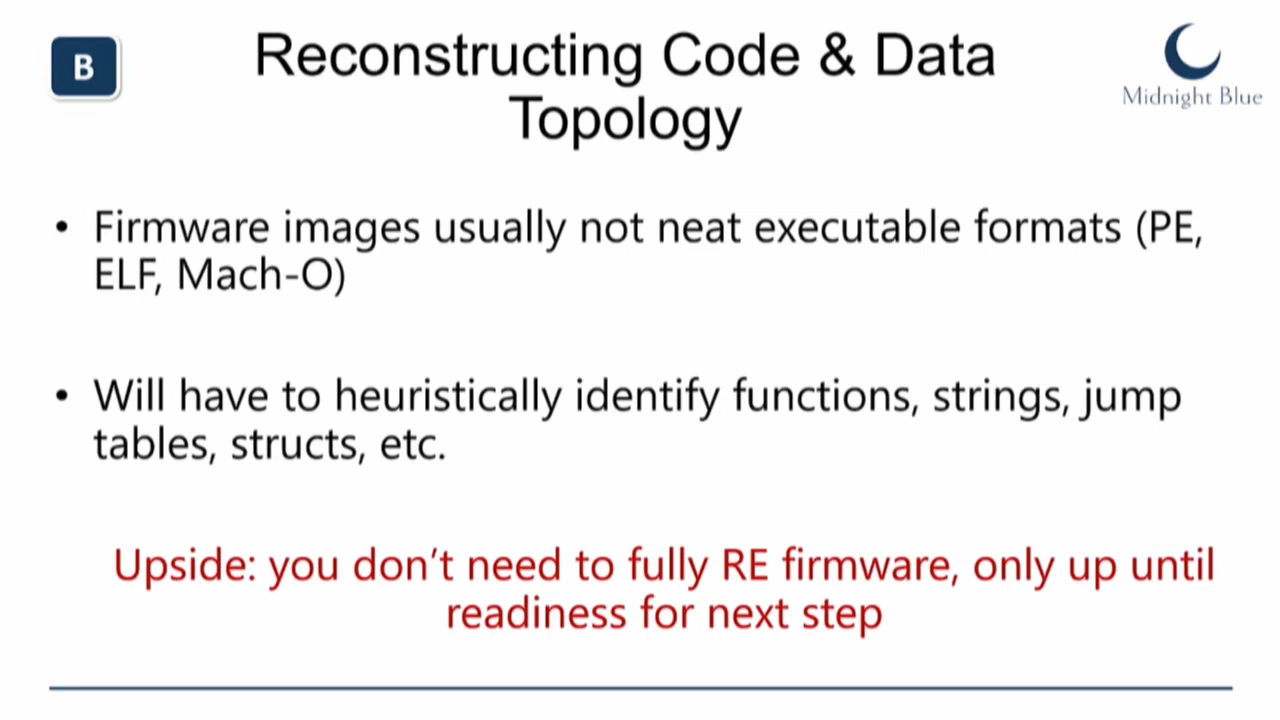 B
Reconstructing Code & Data
Topology
Midnight Blue
• Firmware images usually not neat executable formats (PE,
ELF, Mach-O)
• Will have to heuristically identify functions, strings, jump
tables, structs, etc.
Upside: you don’t need to fully RE firmware, only up until
readiness for next step